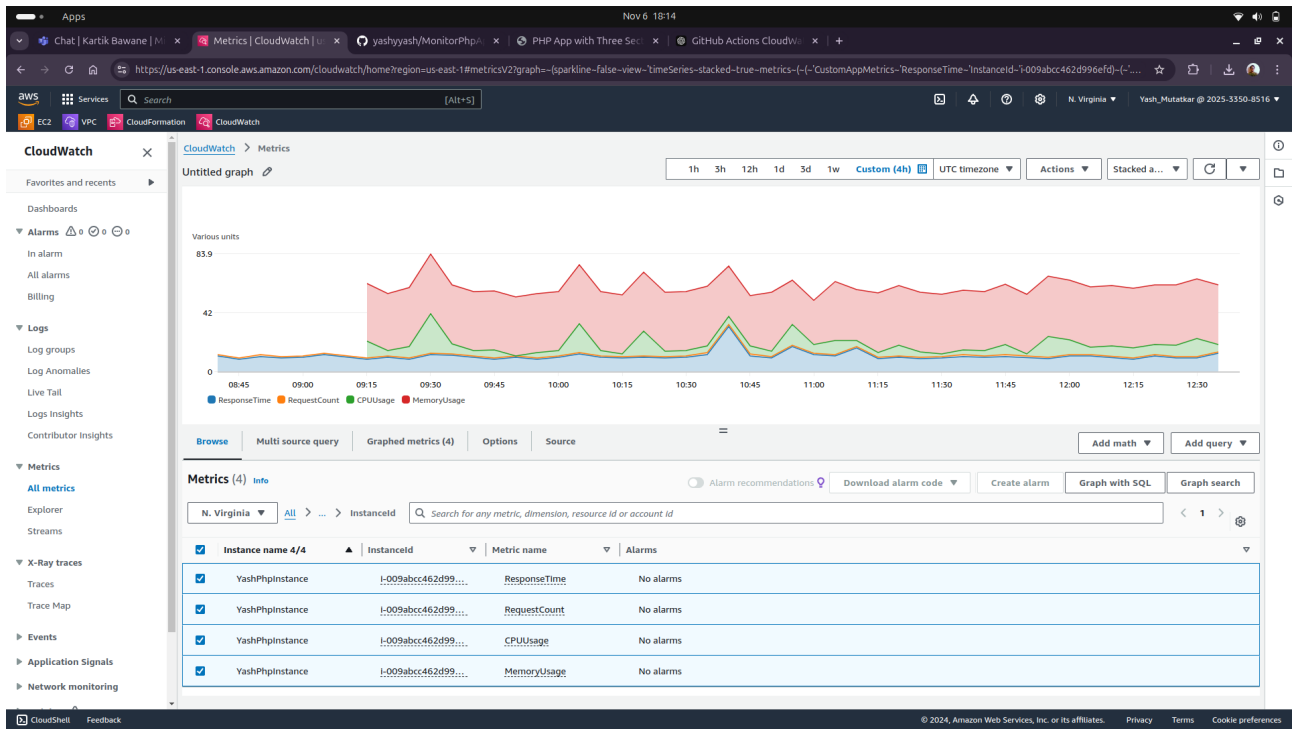 Apps
Nov 6 18:14
Chat | Kartik Bawane | Mi
Metrics | CloudWatch | us
yashyyash/MonitorPhpA
PHP App with Three Sect
GitHub Actions CloudWa
https://us-east-1.console.aws.amazon.com/cloudwatch/home?region=us-east-1#metricsV2?graph=~(sparkline~false~view~'timeSeries~stacked~true~metrics~(~(~'CustomAppMetrics~'ResponseTime~'InstanceId~'i-009abcc462d996efd)~(~'....
aws
Services
Search
[Alt+S]
N. Virginia
Yash_Mutatkar @ 2025-3350-8516
EC2
VPC
CloudFormation
CloudWatch
CloudWatch
Favorites and recents
Dashboards
Alarms 0 0 0
In alarm
All alarms
Billing
Logs
Log groups
Log Anomalies
Live Tail
Logs Insights
Contributor Insights
Metrics
All metrics
Explorer
Streams
X-Ray traces
Traces
Trace Map
Events
Application Signals
Network monitoring
CloudWatch > Metrics
Untitled graph
1h 3h 12h 1d 3d 1w Custom (4h) UTC timezone
Actions
Stacked a...
Various units
83.9
42
0
08:45 09:00 09:15 09:30 09:45 10:00 10:15 10:30 10:45 11:00 11:15 11:30 11:45 12:00 12:15 12:30
ResponseTime RequestCount CPUUsage MemoryUsage
Browse
Multi source query
Graphed metrics (4)
Options
Source
Add math
Add query
Metrics (4) Info
Alarm recommendations
Download alarm code
Create alarm
Graph with SQL
Graph search
N. Virginia
All > ... > InstanceId
Search for any metric, dimension, resource id or account id
1
Instance name 4/4 InstanceId Metric name Alarms
YashPhpInstance i-009abcc462d99... ResponseTime No alarms
YashPhpInstance i-009abcc462d99... RequestCount No alarms
YashPhpInstance i-009abcc462d99... CPUUsage No alarms
YashPhpInstance i-009abcc462d99... MemoryUsage No alarms
CloudShell Feedback
© 2024, Amazon Web Services, Inc. or its affiliates. Privacy Terms Cookie preferences